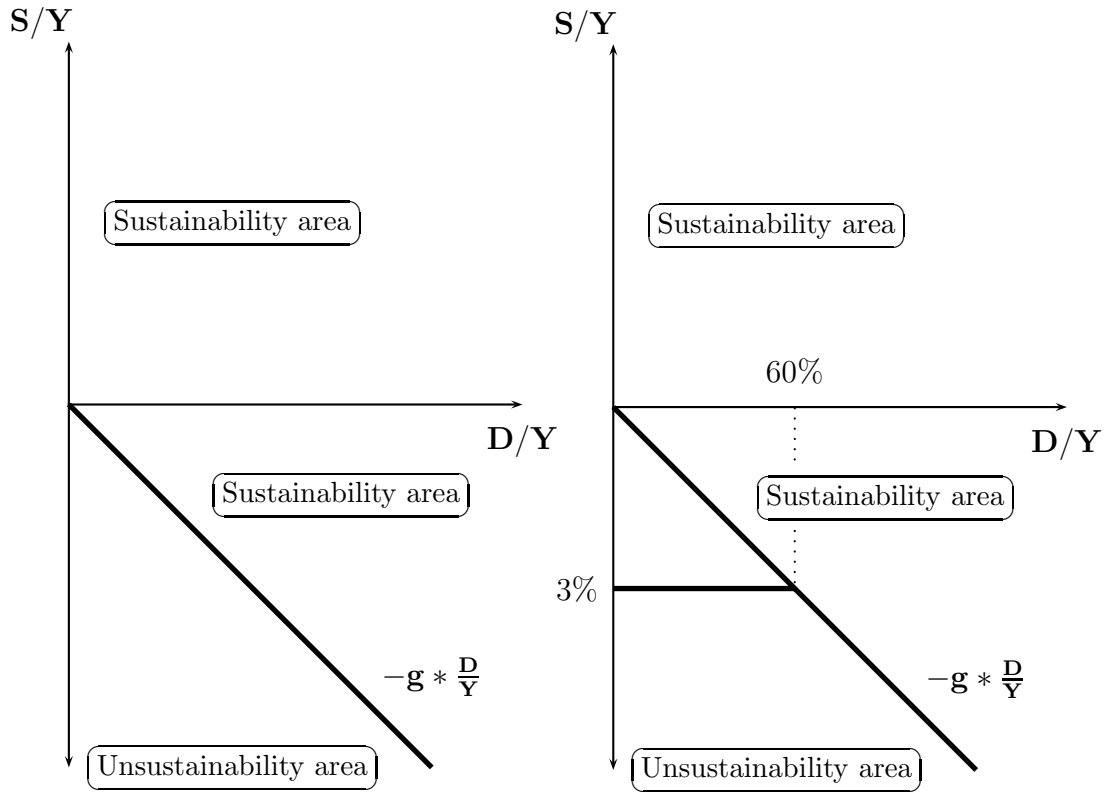 S/Y
Sustainability area
D/Y
Sustainability area
−g * D/Y
Unsustainability area
S/Y
Sustainability area
60%
D/Y
Sustainability area
3%
−g * D/Y
Unsustainability area